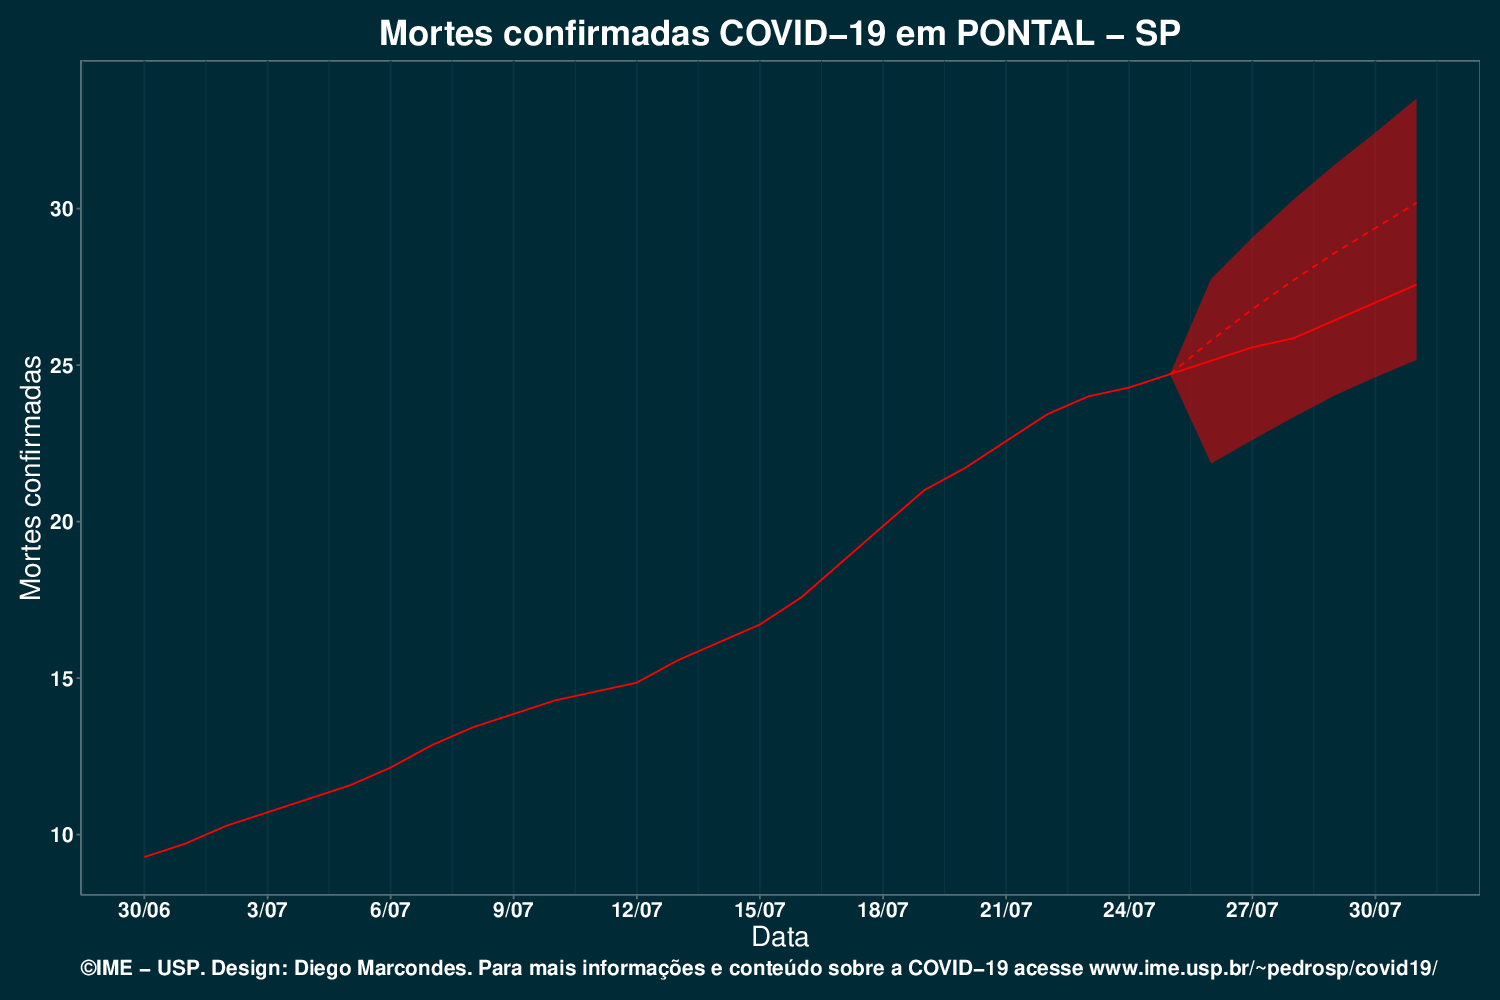 Mortes confirmadas COVID−19 em PONTAL − SP
Mortes confirmadas
30
25
20
15
10
30/06 3/07 6/07 9/07 12/07 15/07 18/07 21/07 24/07 27/07 30/07
Data
©IME − USP. Design: Diego Marcondes. Para mais informações e conteúdo sobre a COVID−19 acesse www.ime.usp.br/~pedrosp/covid19/